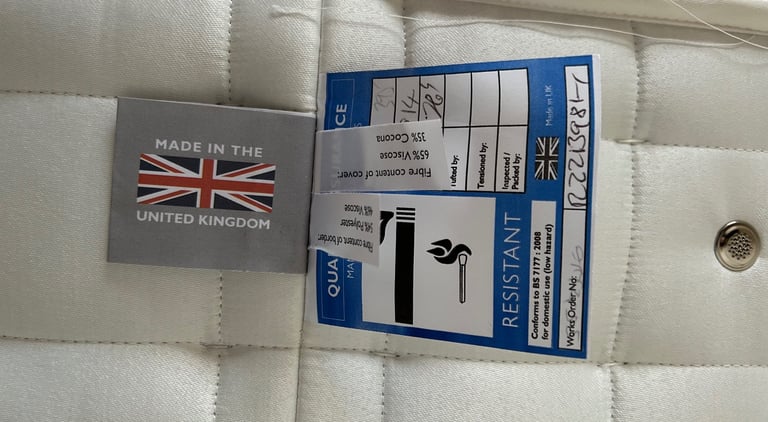 MADE IN THE
UNITED KINGDOM
Fibre content of cover:
65% Viscose
35% Cocona
Fibre content of border:
54% Polyester
46% Viscose
QUA
MA
RESISTANT
Conforms to BS 7177 : 2008
for domestic use (low hazard)
Works Order No:
Tensioned by:
Inspected /
Packed by:
Made in UK